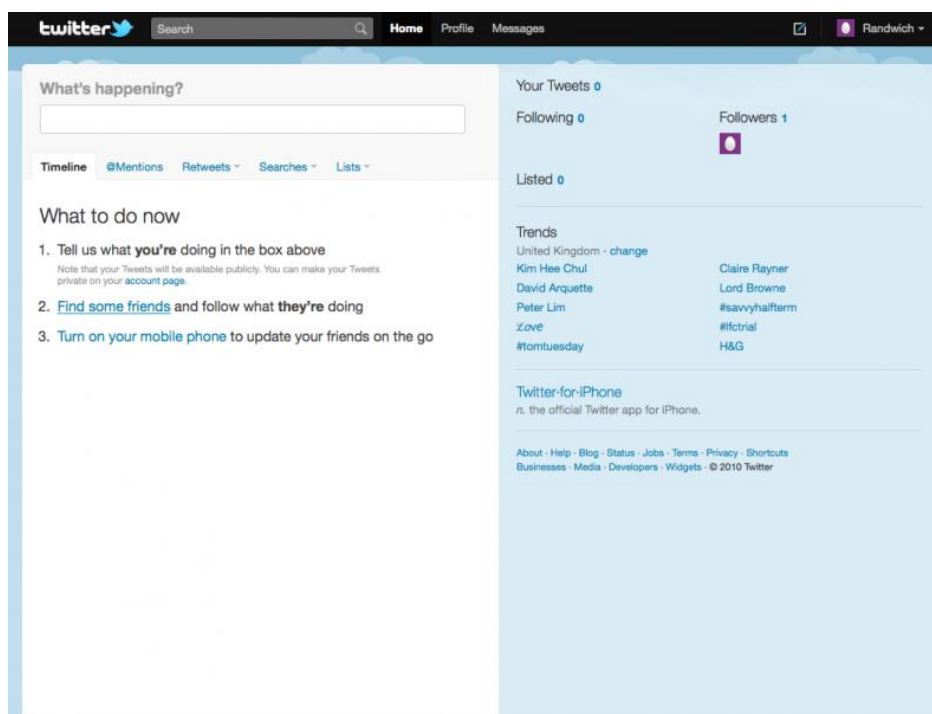 twitter Search Home Profile Messages Randwich
What's happening?
Timeline @Mentions Retweets Searches Lists
What to do now
1. Tell us what you're doing in the box above
Note that your Tweets will be available publicly. You can make your Tweets
private on your account page.
2. Find some friends and follow what they're doing
3. Turn on your mobile phone to update your friends on the go
Your Tweets 0
Following 0 Followers 1
Listed 0
Trends
United Kingdom · change
Kim Hee Chul Claire Rayner
David Arquette Lord Browne
Peter Lim #savvyhalfterm
Love #lfctrial
#tomtuesday H&G
Twitter-for-iPhone
n. the official Twitter app for iPhone.
About · Help · Blog · Status · Jobs · Terms · Privacy · Shortcuts
Businesses · Media · Developers · Widgets · © 2010 Twitter